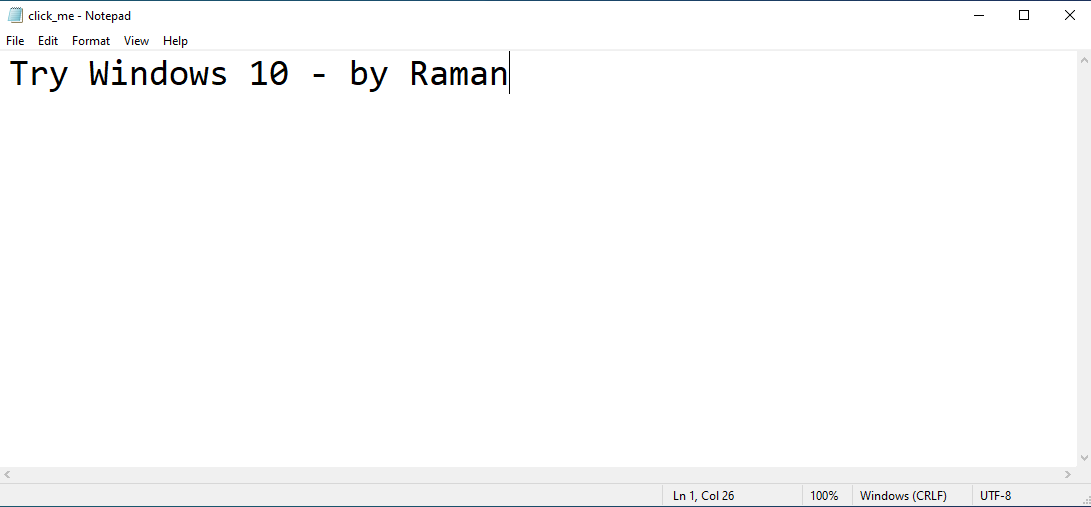 click_me - Notepad
File Edit Format View Help
Try Windows 10 - by Raman
Ln 1, Col 26 100% Windows (CRLF) UTF-8